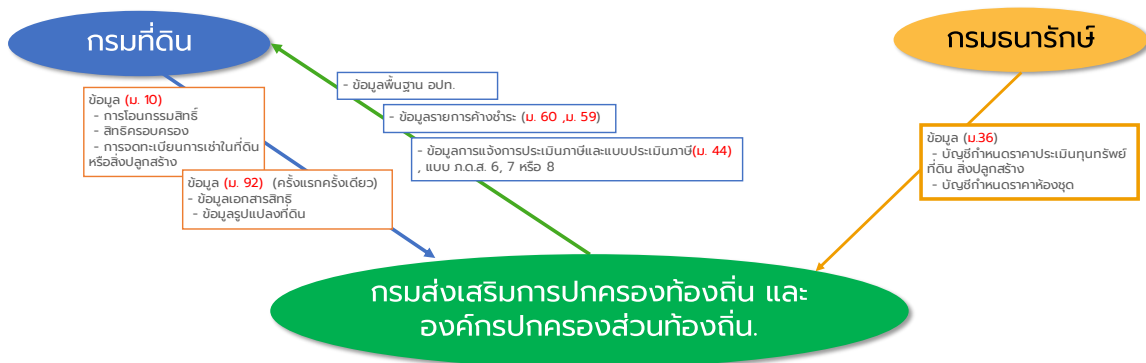 กรมที่ดิน
กรมธนารักษ์
- ข้อมูลพื้นฐาน อปท.
ข้อมูล (ม. 10)
- การโอนกรรมสิทธิ์
- สิทธิครอบครอง
- การจดทะเบียนการเช่าในที่ดิน
หรือสิ่งปลูกสร้าง
- ข้อมูลรายการค้างชำระ (ม. 60 ,ม. 59)
- ข้อมูลการแจ้งการประเมินภาษีและแบบประเมินภาษี(ม. 44)
, แบบ ภ.ด.ส. 6, 7 หรือ 8
ข้อมูล (ม.36)
- บัญชีกำหนดราคาประเมินทุนทรัพย์
ที่ดิน สิ่งปลูกสร้าง
- บัญชีกำหนดราคาห้องชุด
ข้อมูล (ม. 92) (ครั้งแรกครั้งเดียว)
- ข้อมูลเอกสารสิทธิ
- ข้อมูลรูปแปลงที่ดิน
กรมส่งเสริมการปกครองท้องถิ่น และ
องค์กรปกครองส่วนท้องถิ่น.